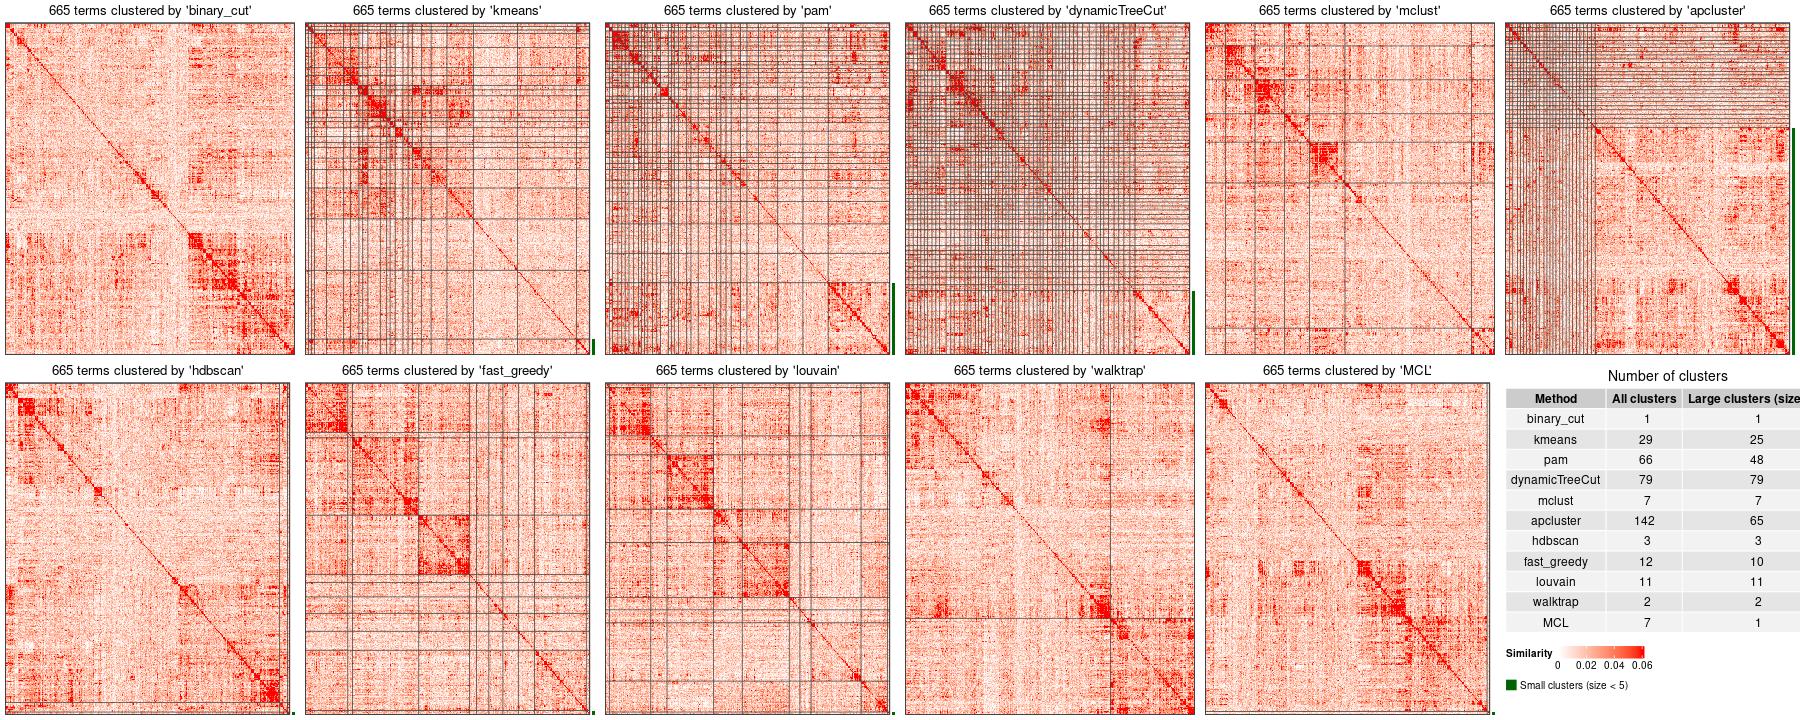 665 terms clustered by 'binary_cut'
665 terms clustered by 'kmeans'
665 terms clustered by 'pam'
665 terms clustered by 'dynamicTreeCut'
665 terms clustered by 'mclust'
665 terms clustered by 'apcluster'
665 terms clustered by 'hdbscan'
665 terms clustered by 'fast_greedy'
665 terms clustered by 'louvain'
665 terms clustered by 'walktrap'
665 terms clustered by 'MCL'
Number of clusters
Method All clusters Large clusters (size
binary_cut 1 1
kmeans 29 25
pam 66 48
dynamicTreeCut 79 79
mclust 7 7
apcluster 142 65
hdbscan 3 3
fast_greedy 12 10
louvain 11 11
walktrap 2 2
MCL 7 1
Similarity
0 0.02 0.04 0.06
Small clusters (size < 5)